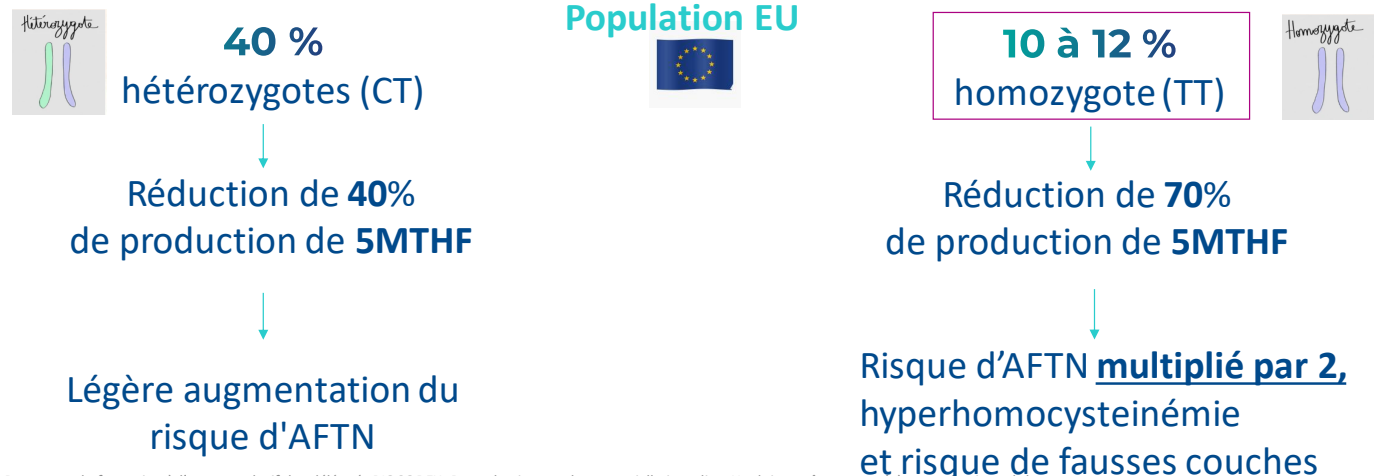 Population EU
Hétérozygote
40 %
hétérozygotes (CT)
Réduction de 40%
de production de 5MTHF
Légère augmentation du
risque d'AFTN
Homozygote
10 à 12 %
homozygote (TT)
Réduction de 70%
de production de 5MTHF
Risque d'AFTN multiplié par 2,
hyperhomocysteinémie
et risque de fausses couches